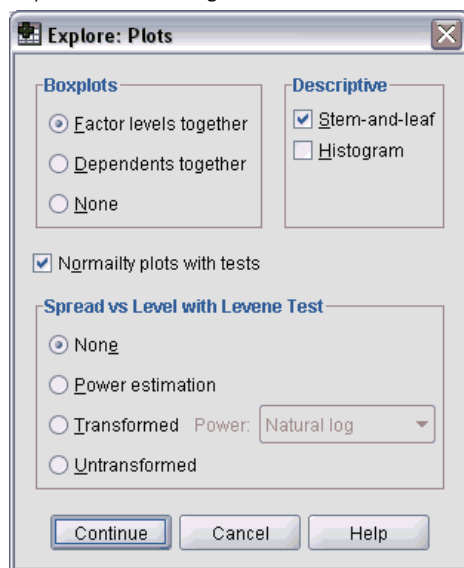 Explore: Plots
Boxplots
Factor levels together
Dependents together
None
Descriptive
Stem-and-leaf
Histogram
Normailty plots with tests
Spread vs Level with Levene Test
None
Power estimation
Transformed Power: Natural log
Untransformed
Continue Cancel Help